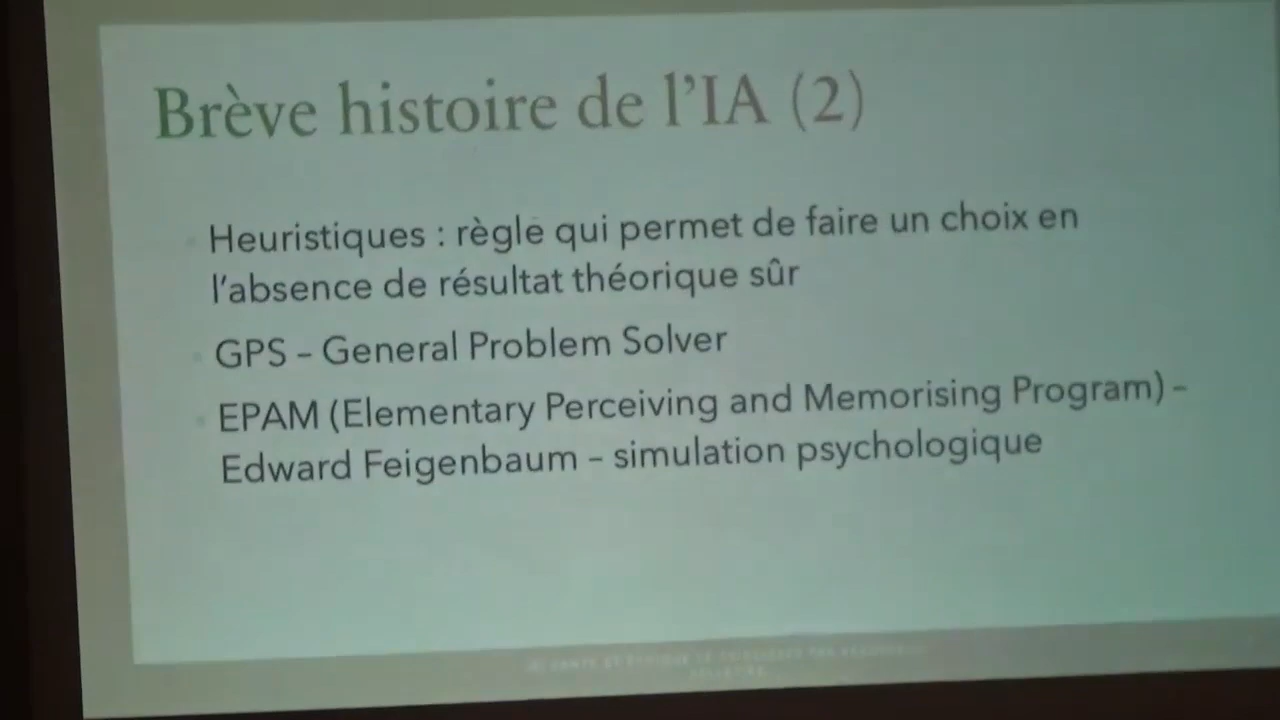 Brève histoire de l'IA (2)
Heuristiques : règle qui permet de faire un choix en
l'absence de résultat théorique sûr
GPS – General Problem Solver
EPAM (Elementary Perceiving and Memorising Program) –
Edward Feigenbaum – simulation psychologique